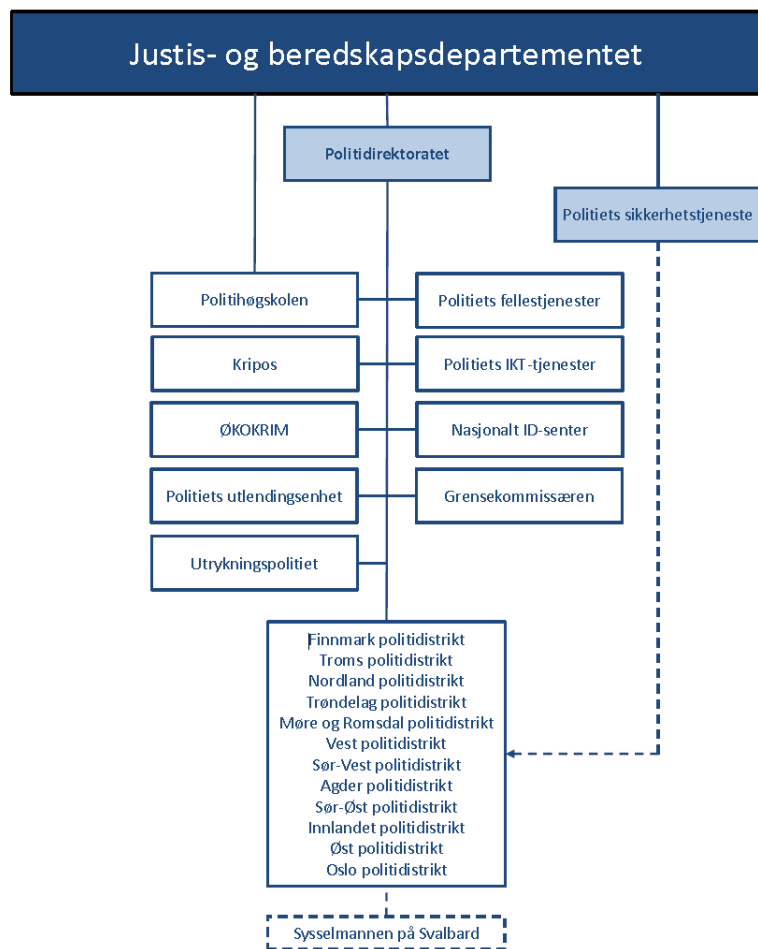 Justis- og beredskapsdepartementet
Politidirektoratet
Politiets sikkerhetstjeneste
Politihøgskolen
Politiets fellestjenester
Kripos
Politiets IKT-tjenester
ØKOKRIM
Nasjonalt ID-senter
Politiets utlendingsenhet
Grensekommissæren
Utrykningspolitiet
Finnmark politidistrikt
Troms politidistrikt
Nordland politidistrikt
Trøndelag politidistrikt
Møre og Romsdal politidistrikt
Vest politidistrikt
Sør-Vest politidistrikt
Agder politidistrikt
Sør-Øst politidistrikt
Innlandet politidistrikt
Øst politidistrikt
Oslo politidistrikt
Sysselmannen på Svalbard